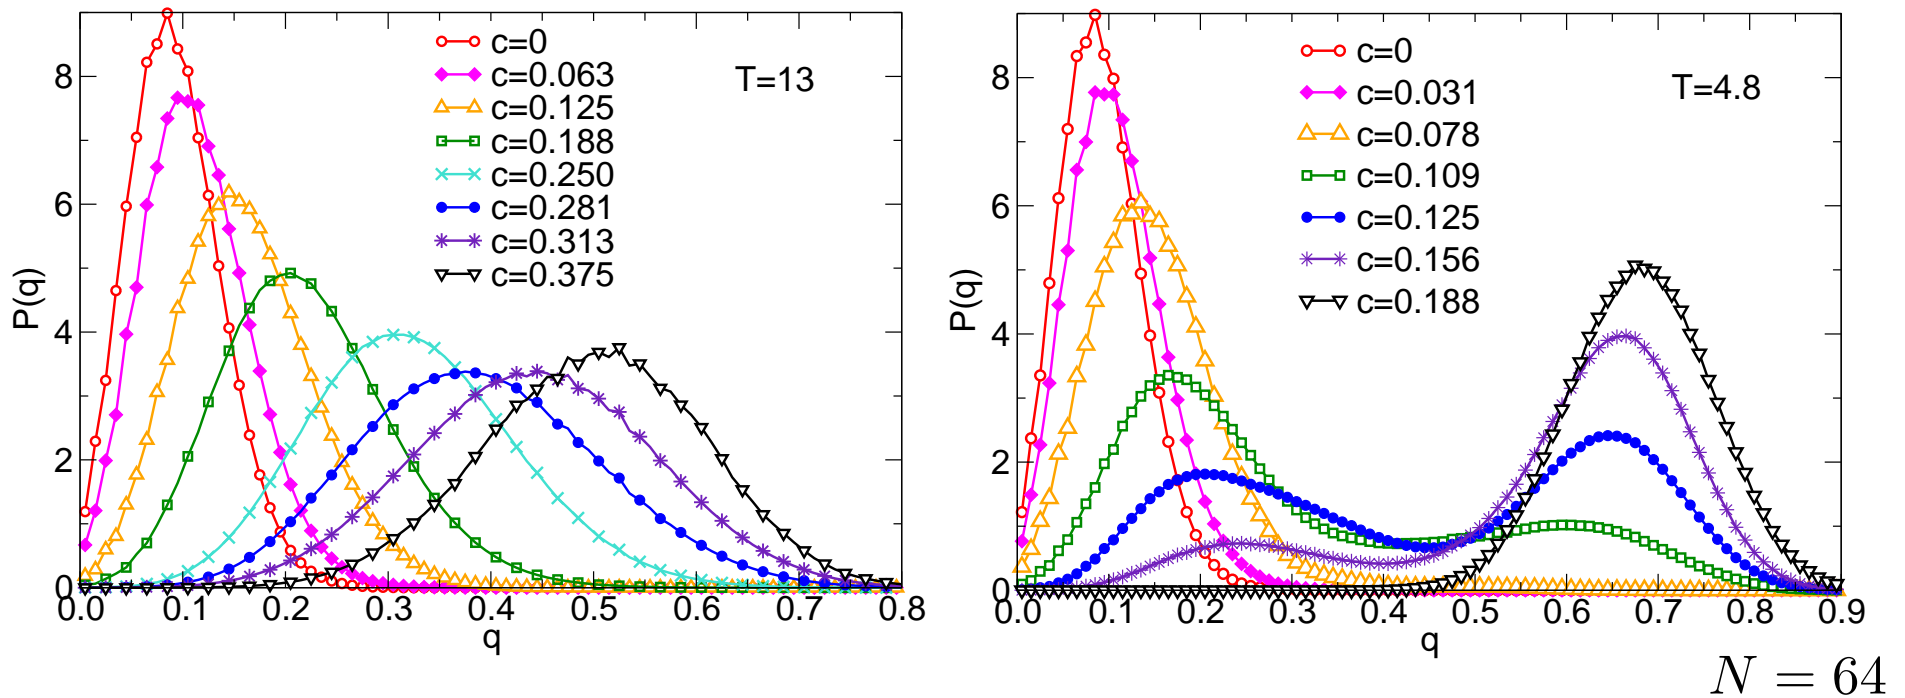 c=0
c=0.063
c=0.125
c=0.188
c=0.250
c=0.281
c=0.313
c=0.375
T=13
P(q)
8
6
4
2
0
0.0 0.1 0.2 0.3 0.4 0.5 0.6 0.7 0.8
q
c=0
c=0.031
c=0.078
c=0.109
c=0.125
c=0.156
c=0.188
T=4.8
P(q)
8
6
4
2
0
0.0 0.1 0.2 0.3 0.4 0.5 0.6 0.7 0.8 0.9
q
N = 64